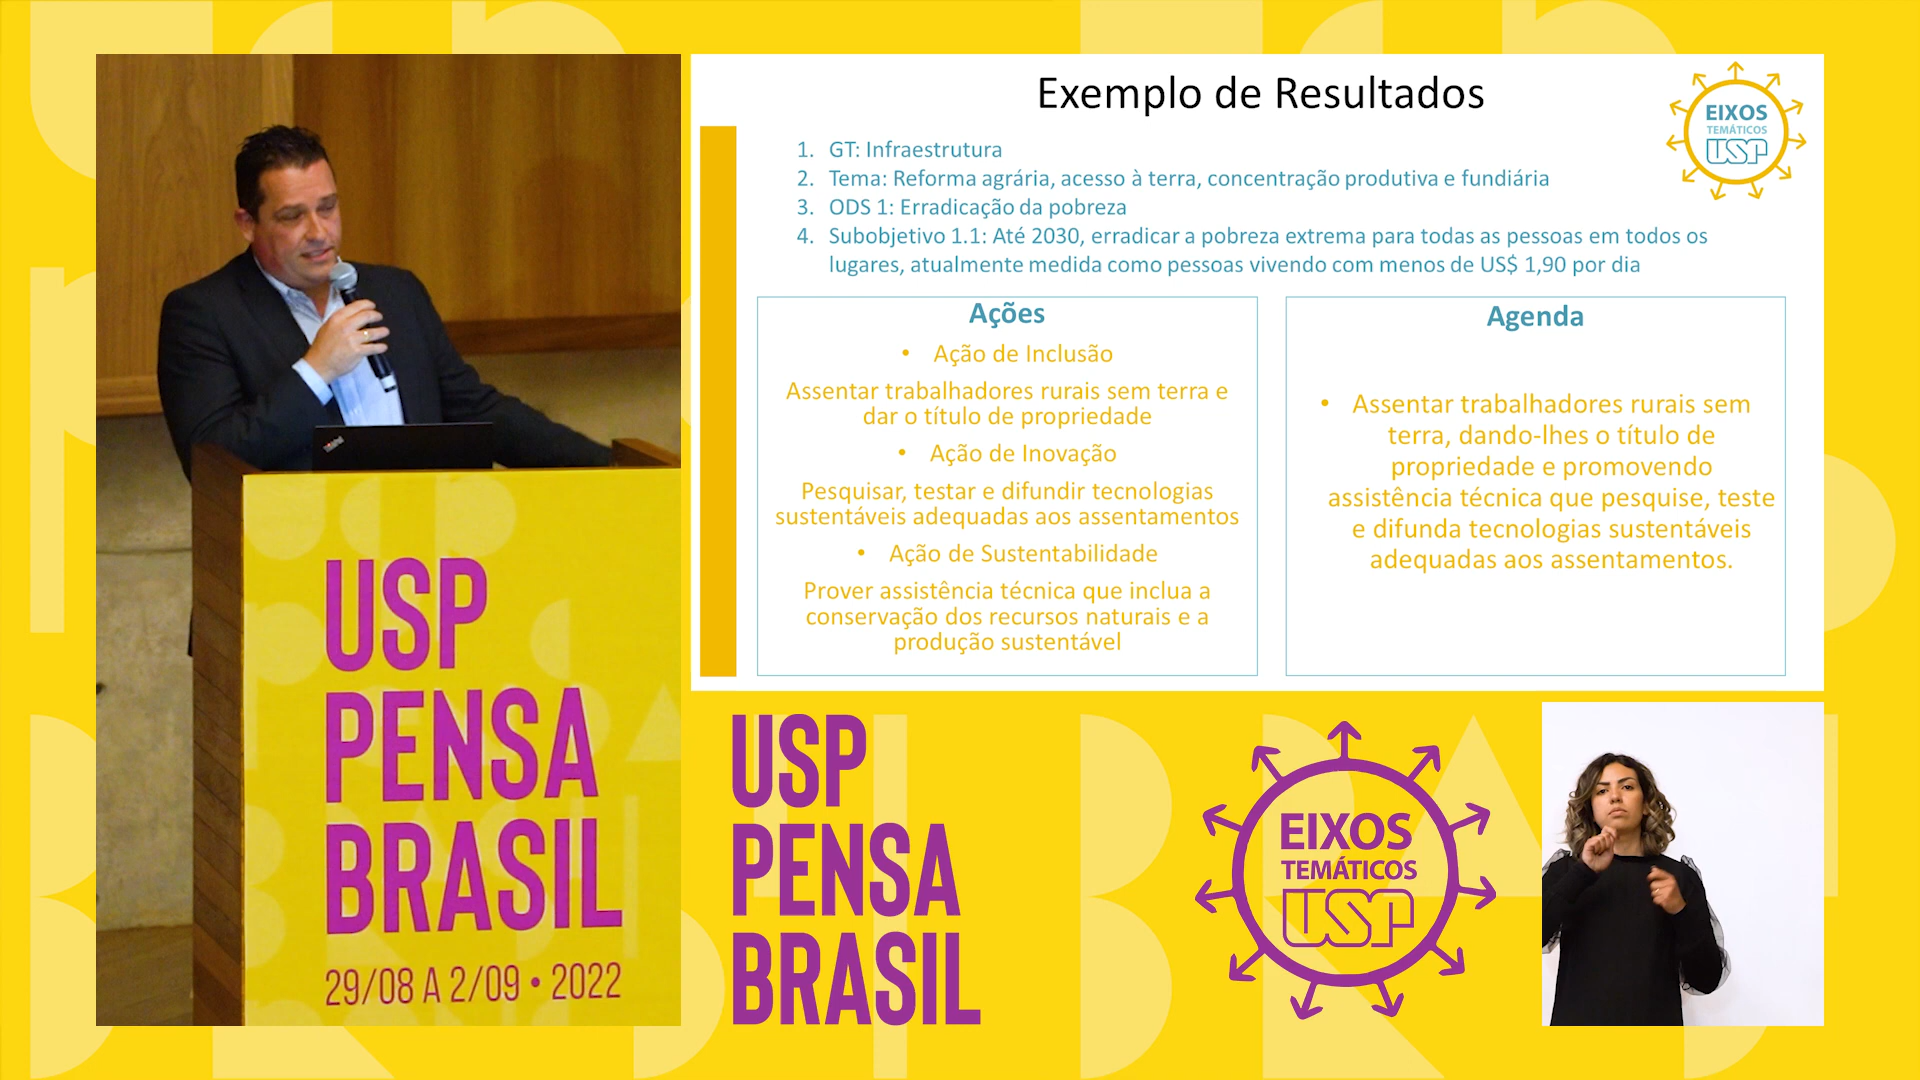 Exemplo de Resultados
EIXOS
TEMÁTICOS
USP
1. GT: Infraestrutura
2. Tema: Reforma agrária, acesso à terra, concentração produtiva e fundiária
3. ODS 1: Erradicação da pobreza
4. Subobjetivo 1.1: Até 2030, erradicar a pobreza extrema para todas as pessoas em todos os
lugares, atualmente medida como pessoas vivendo com menos de US$ 1,90 por dia
Ações
• Ação de Inclusão
Assentar trabalhadores rurais sem terra e
dar o título de propriedade
• Ação de Inovação
Pesquisar, testar e difundir tecnologias
sustentáveis adequadas aos assentamentos
• Ação de Sustentabilidade
Prover assistência técnica que inclua a
conservação dos recursos naturais e a
produção sustentável
Agenda
• Assentar trabalhadores rurais sem
terra, dando-lhes o título de
propriedade e promovendo
assistência técnica que pesquise, teste
e difunda tecnologias sustentáveis
adequadas aos assentamentos.
ThinkPad
USP
PENSA
BRASIL
29/08 A 2/09 • 2022
USP
PENSA
BRASIL
EIXOS
TEMÁTICOS
USP